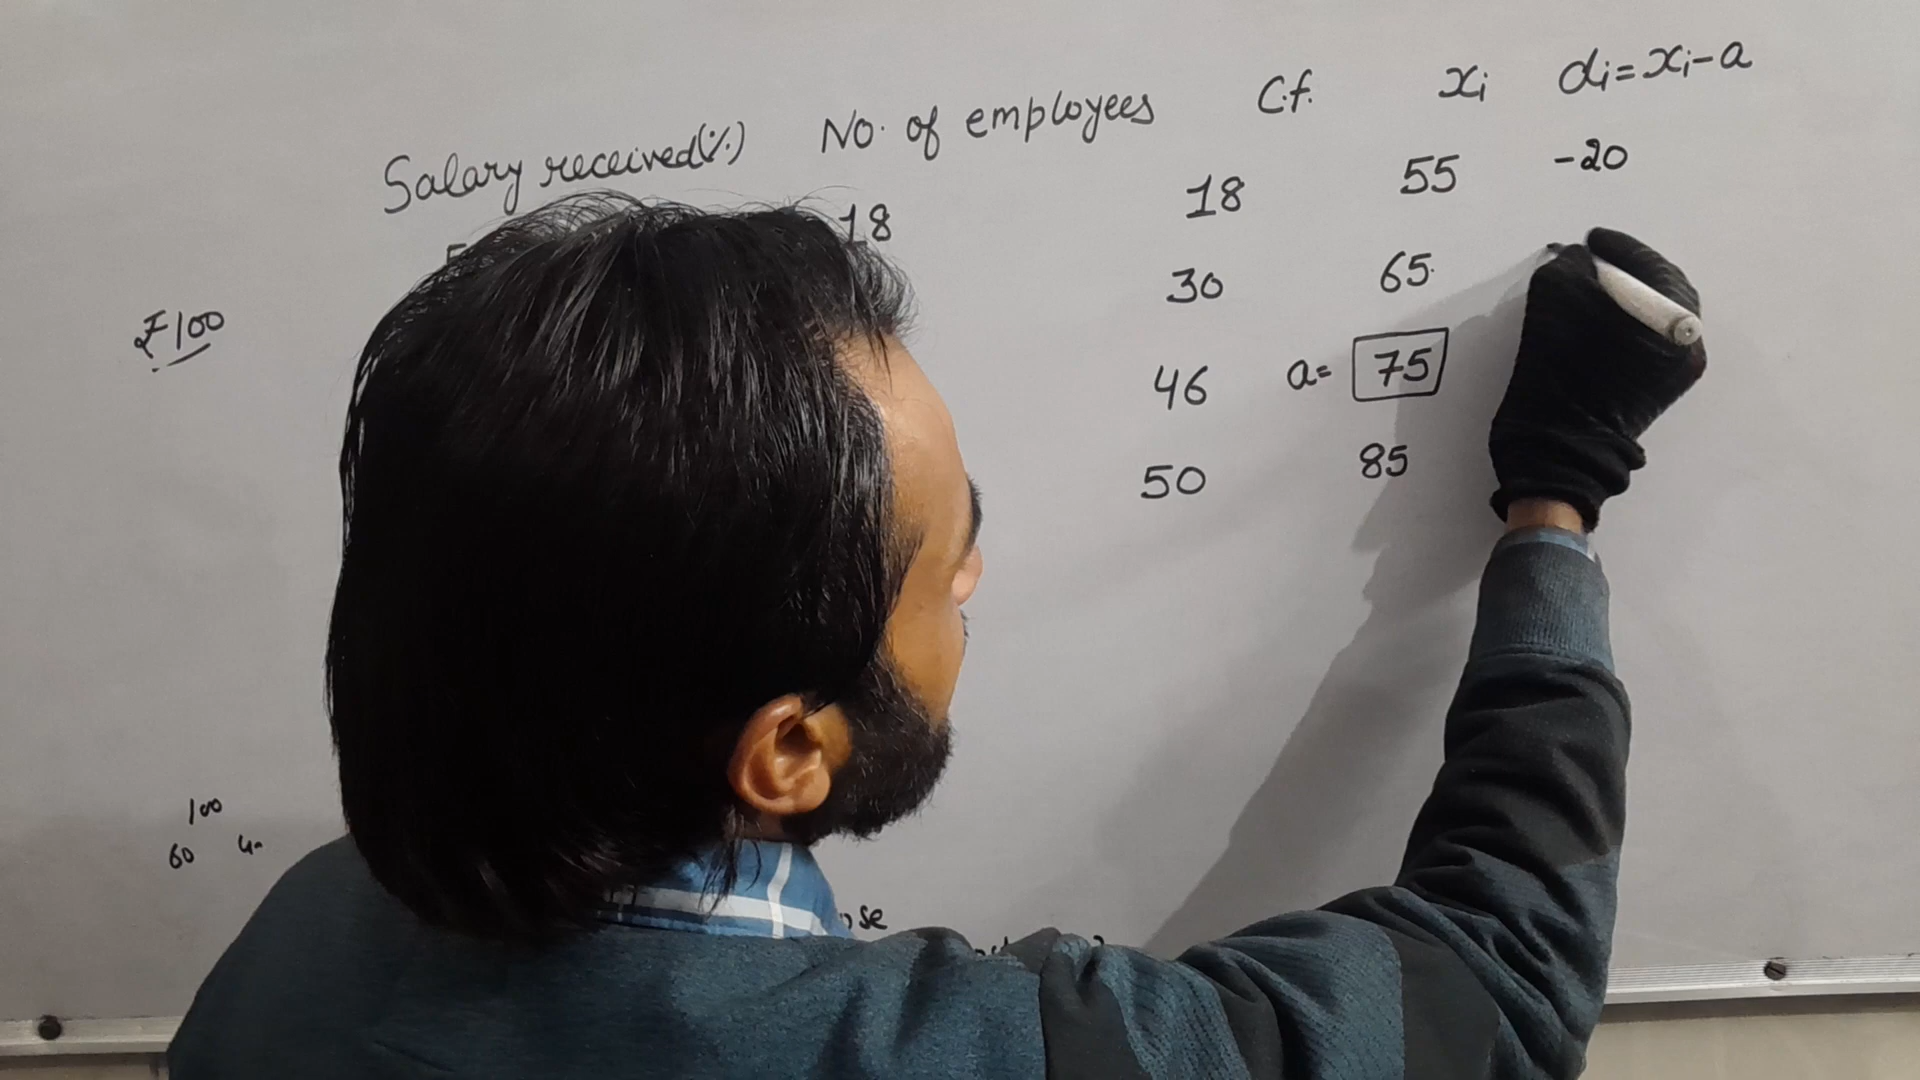 Salary received(%) No. of employees C.f. xi di=xi-a
18 18 55 -20
30 65
₹100
46 a= 75
50 85
100
60